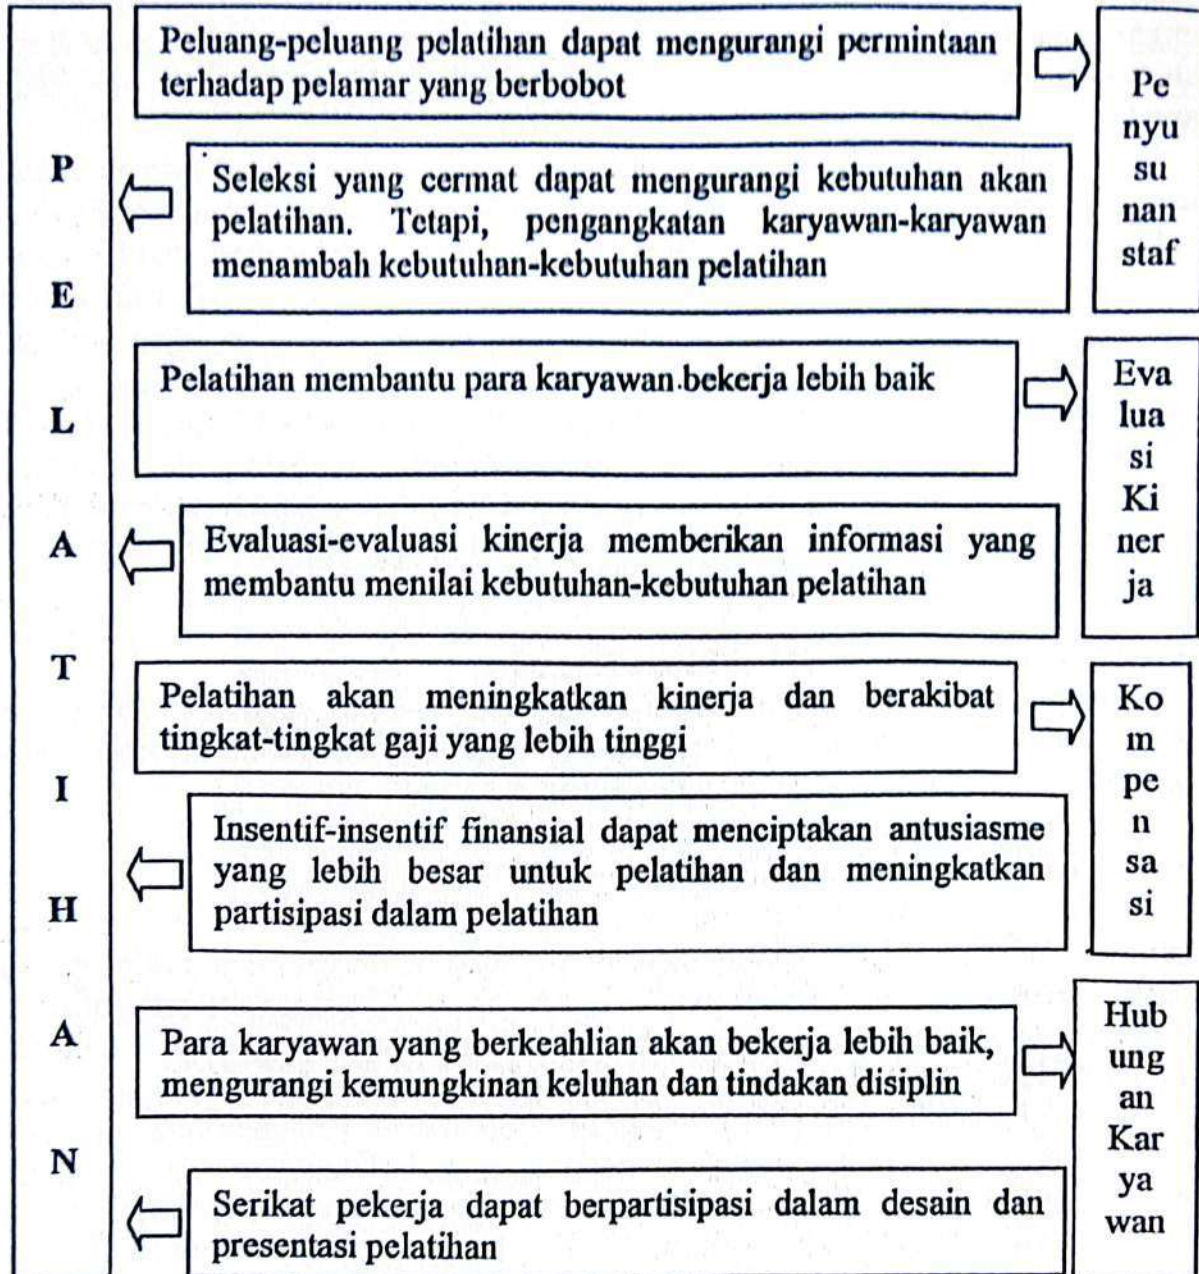 P
E
L
A
T
I
H
A
N
Peluang-peluang pelatihan dapat mengurangi permintaan
terhadap pelamar yang berbobot
Seleksi yang cermat dapat mengurangi kebutuhan akan
pelatihan. Tetapi, pengangkatan karyawan-karyawan
menambah kebutuhan-kebutuhan pelatihan
Pe
nyu
su
nan
staf
Pelatihan membantu para karyawan bekerja lebih baik
Evaluasi-evaluasi kinerja memberikan informasi yang
membantu menilai kebutuhan-kebutuhan pelatihan
Eva
lua
si
Ki
ner
ja
Pelatihan akan meningkatkan kinerja dan berakibat
tingkat-tingkat gaji yang lebih tinggi
Insentif-insentif finansial dapat menciptakan antusiasme
yang lebih besar untuk pelatihan dan meningkatkan
partisipasi dalam pelatihan
Ko
m
pe
n
sa
si
Para karyawan yang berkeahlian akan bekerja lebih baik,
mengurangi kemungkinan keluhan dan tindakan disiplin
Serikat pekerja dapat berpartisipasi dalam desain dan
presentasi pelatihan
Hub
ung
an
Kar
ya
wan